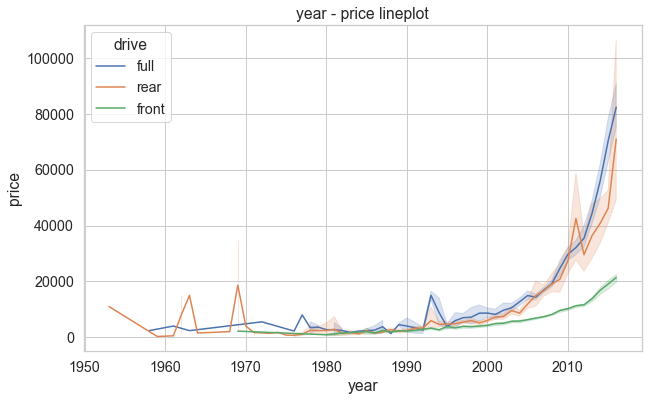 year - price lineplot
drive
full
rear
front
100000
80000
60000
40000
20000
0
price
1950 1960 1970 1980 1990 2000 2010
year